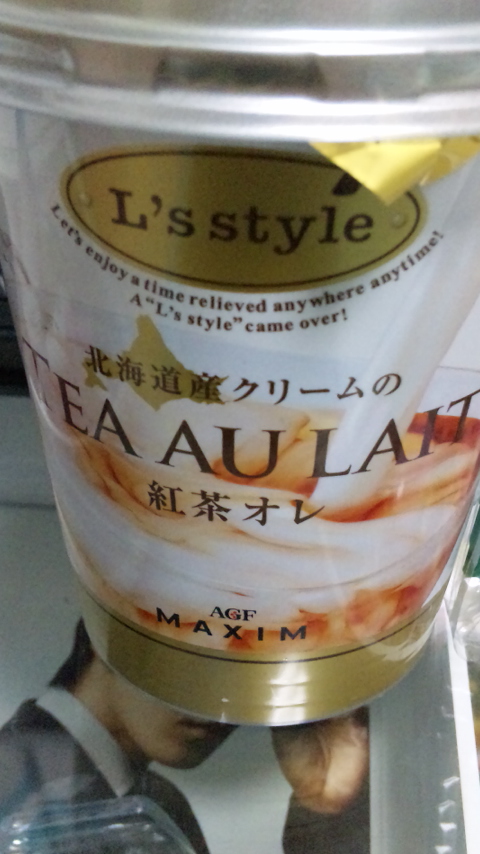 L's style
Let's enjoy a time relieved anywhere anytime!
A "L's style" came over!
北海道産クリームの
TEA AU LAIT
紅茶オレ
AGF
MAXIM